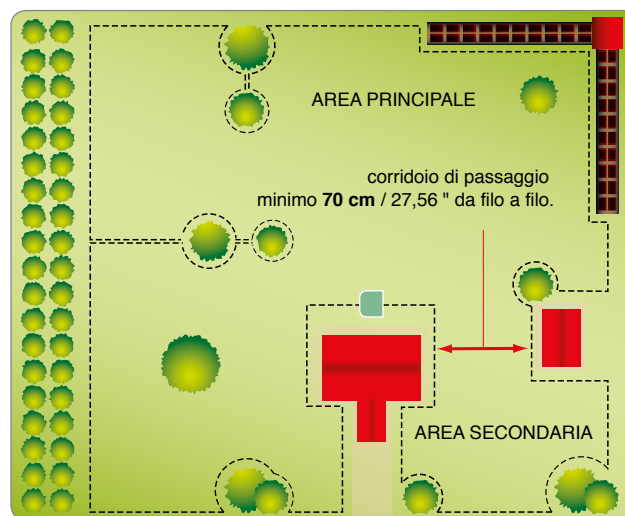 AREA PRINCIPALE
corridoio di passaggio
minimo 70 cm / 27,56 " da filo a filo.
AREA SECONDARIA